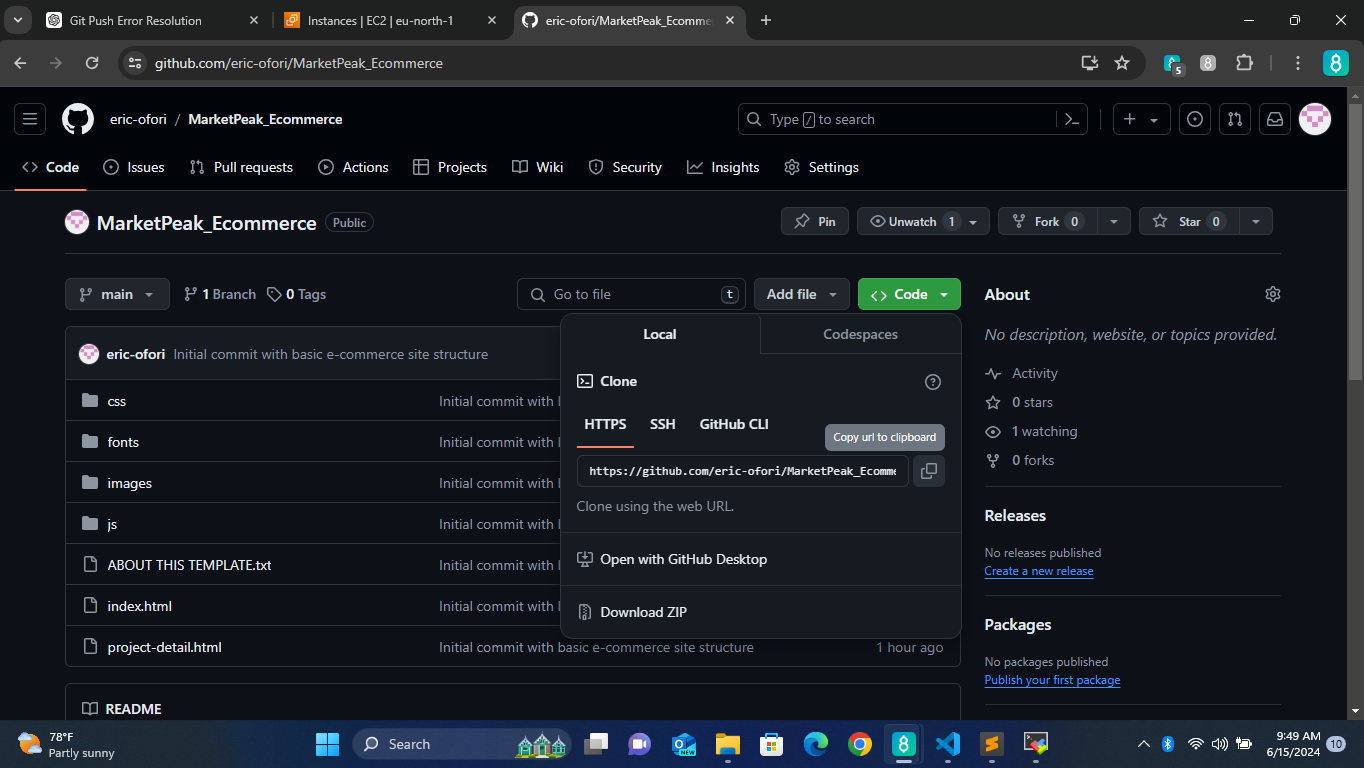 Git Push Error Resolution
Instances | EC2 | eu-north-1
eric-ofori/MarketPeak_Ecomme
github.com/eric-ofori/MarketPeak_Ecommerce
5
eric-ofori / MarketPeak_Ecommerce
Type / to search
Code
Issues
Pull requests
Actions
Projects
Wiki
Security
Insights
Settings
MarketPeak_Ecommerce
Public
Pin
Unwatch 1
Fork 0
Star 0
main
1 Branch
0 Tags
Go to file
t
Add file
Code
About
No description, website, or topics provided.
Activity
0 stars
1 watching
0 forks
Releases
No releases published
Create a new release
Packages
No packages published
Publish your first package
Local
Codespaces
Clone
HTTPS
SSH
GitHub CLI
Copy url to clipboard
https://github.com/eric-ofori/MarketPeak_Ecomme
Clone using the web URL.
Open with GitHub Desktop
Download ZIP
eric-ofori Initial commit with basic e-commerce site structure
css Initial commit with
fonts Initial commit with
images Initial commit with
js Initial commit with
ABOUT THIS TEMPLATE.txt Initial commit with
index.html Initial commit with
project-detail.html Initial commit with basic e-commerce site structure 1 hour ago
README
78°F
Partly sunny
Search
NEW
9:49 AM
6/15/2024
10